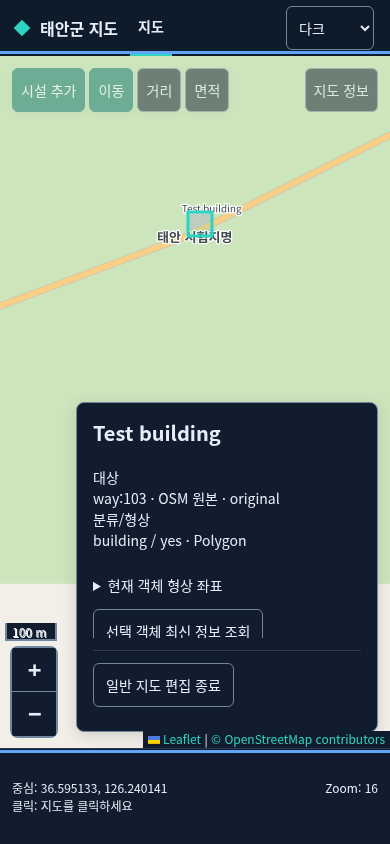 태안군 지도
지도
다크
시설 추가
이동
거리
면적
지도 정보
Test building
태안 시험지명
Test building
대상
way:103 · OSM 원본 · original
분류/형상
building / yes · Polygon
▶ 현재 객체 형상 좌표
선택 객체 최신 정보 조회
일반 지도 편집 종료
100 m
+
−
Leaflet | © OpenStreetMap contributors
중심: 36.595133, 126.240141
Zoom: 16
클릭: 지도를 클릭하세요